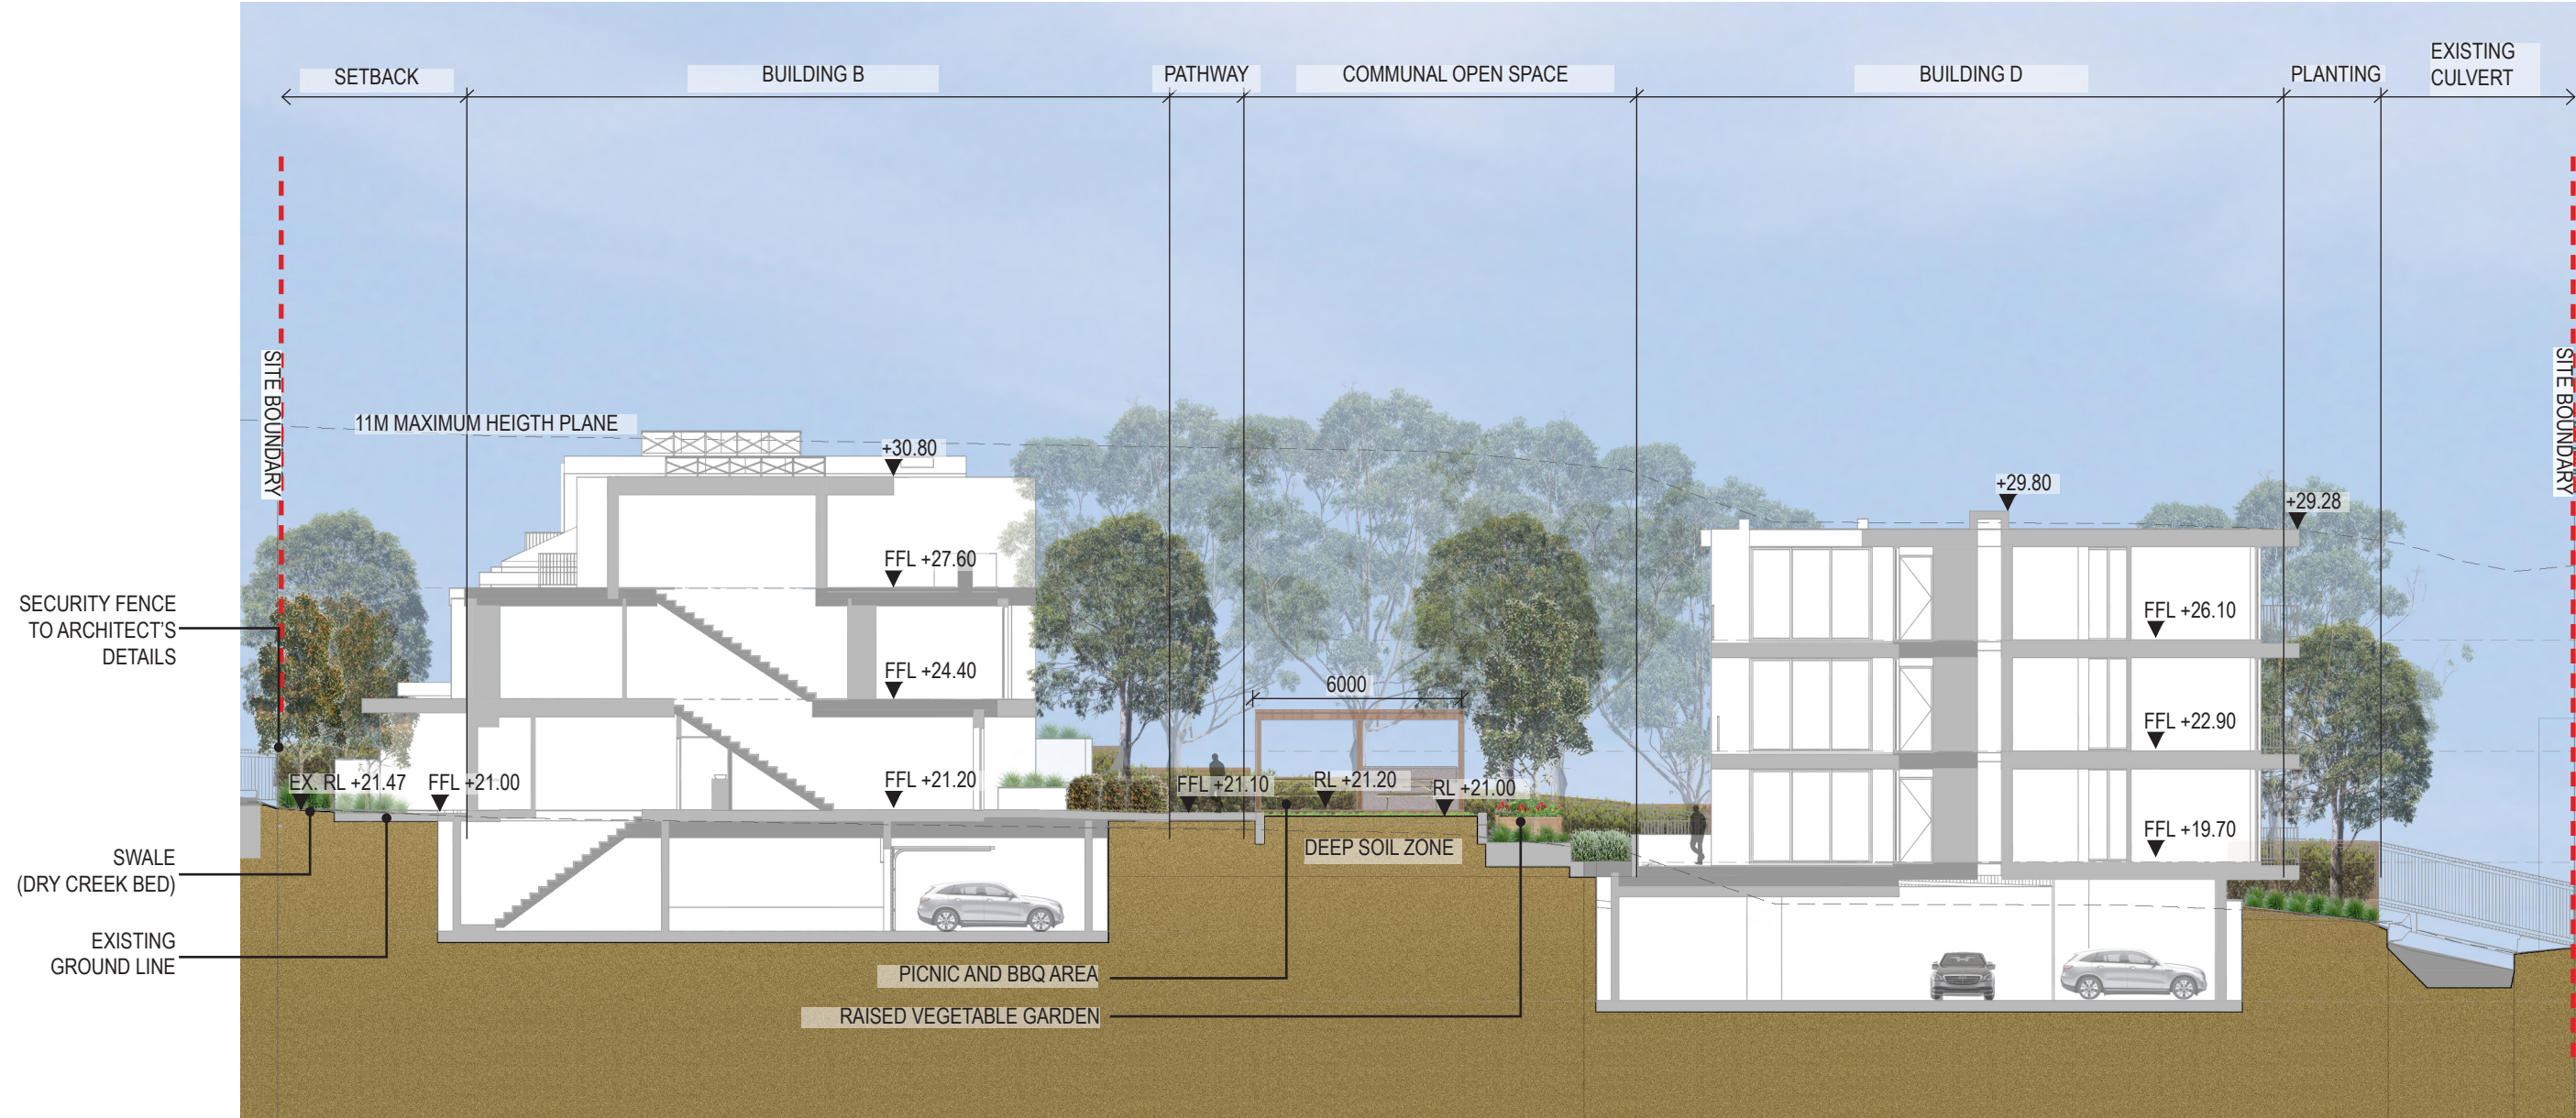 SETBACK
BUILDING B
PATHWAY
COMMUNAL OPEN SPACE
BUILDING D
PLANTING
EXISTING
CULVERT
SITE BOUNDARY
SITE BOUNDARY
11M MAXIMUM HEIGTH PLANE
+30.80
+29.80
+29.28
FFL +27.60
SECURITY FENCE
TO ARCHITECT'S
DETAILS
FFL +26.10
FFL +24.40
6000
FFL +22.90
EX. RL +21.47
FFL +21.00
FFL +21.20
FFL +21.10
RL +21.20
RL +21.00
FFL +19.70
DEEP SOIL ZONE
SWALE
(DRY CREEK BED)
EXISTING
GROUND LINE
PICNIC AND BBQ AREA
RAISED VEGETABLE GARDEN